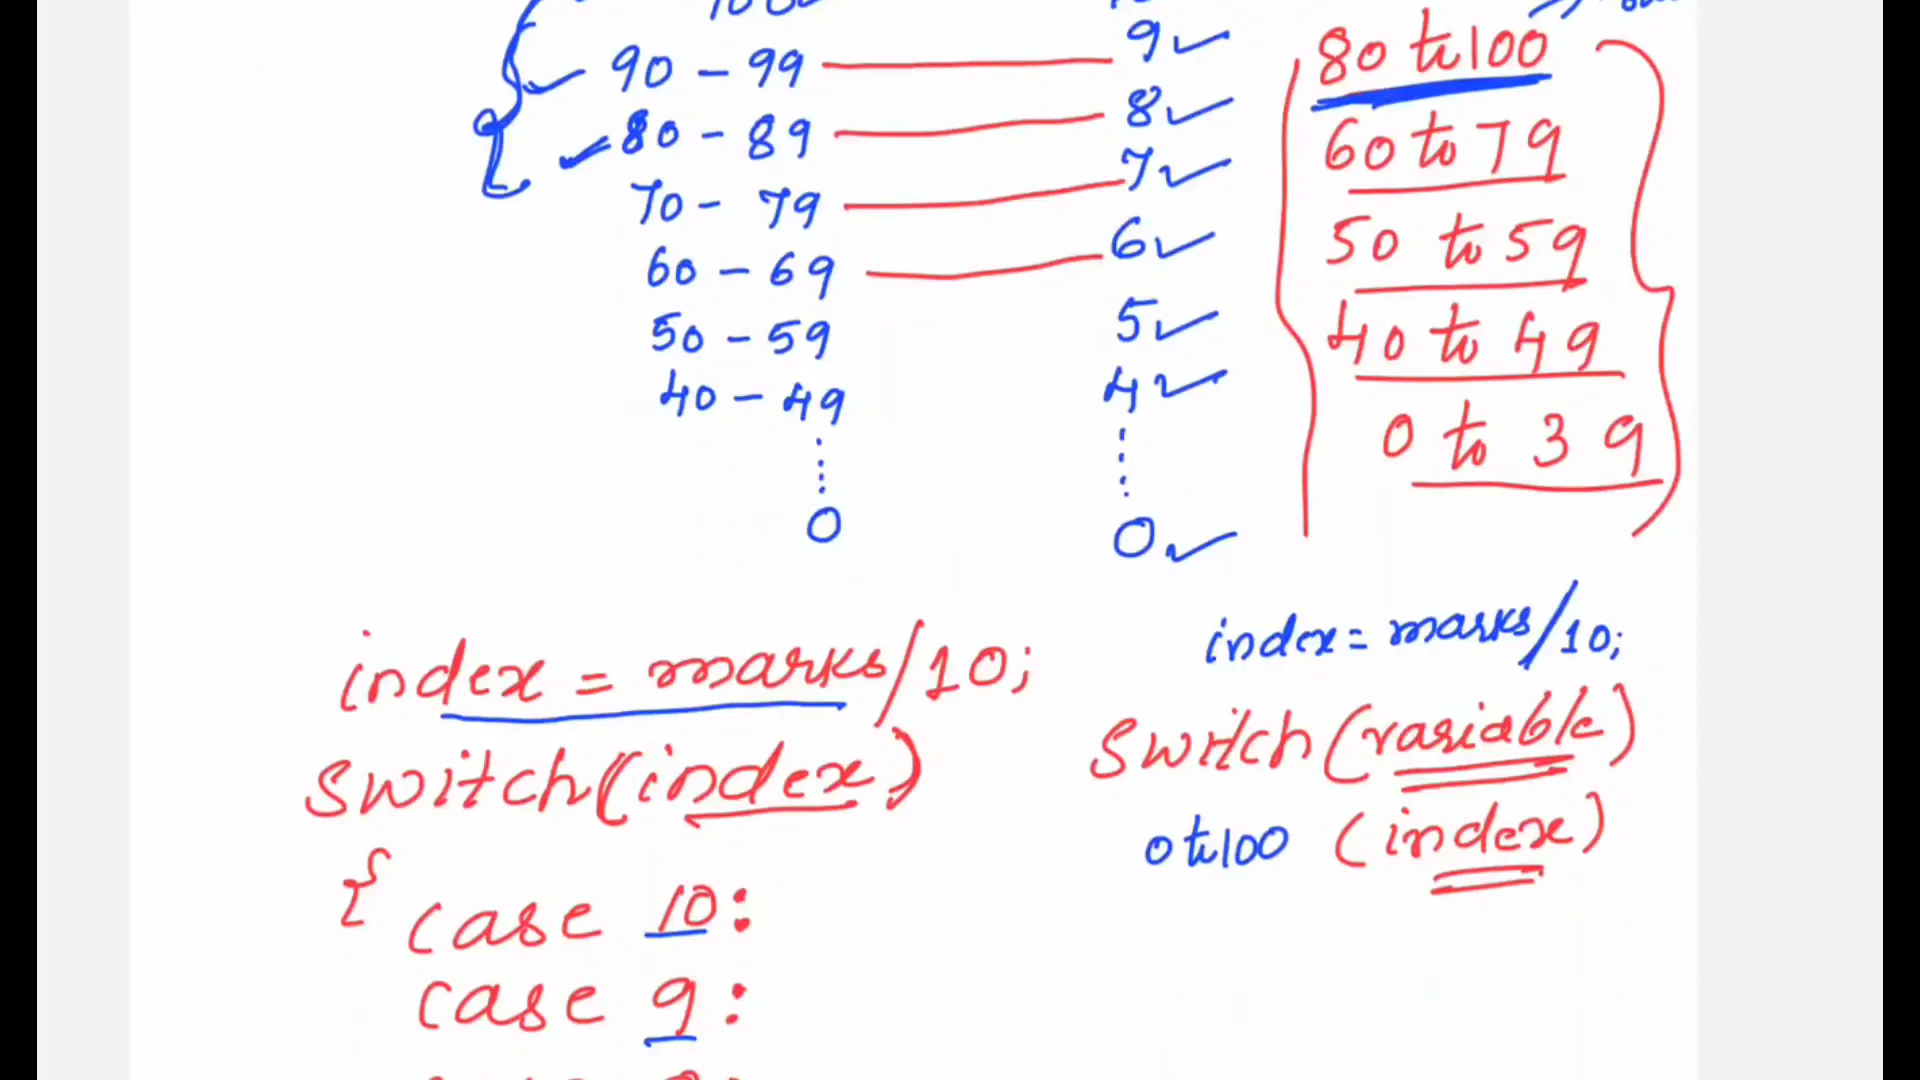 100
90 - 99 9
80 - 89 8
70 - 79 7
60 - 69 6
50 - 59 5
40 - 49 4
0 0
80 to 100
60 to 79
50 to 59
40 to 49
0 to 39
index = marks/10;
switch(index)
{
case 10:
case 9:
index = marks/10;
switch(variable)
0 to 100 (index)